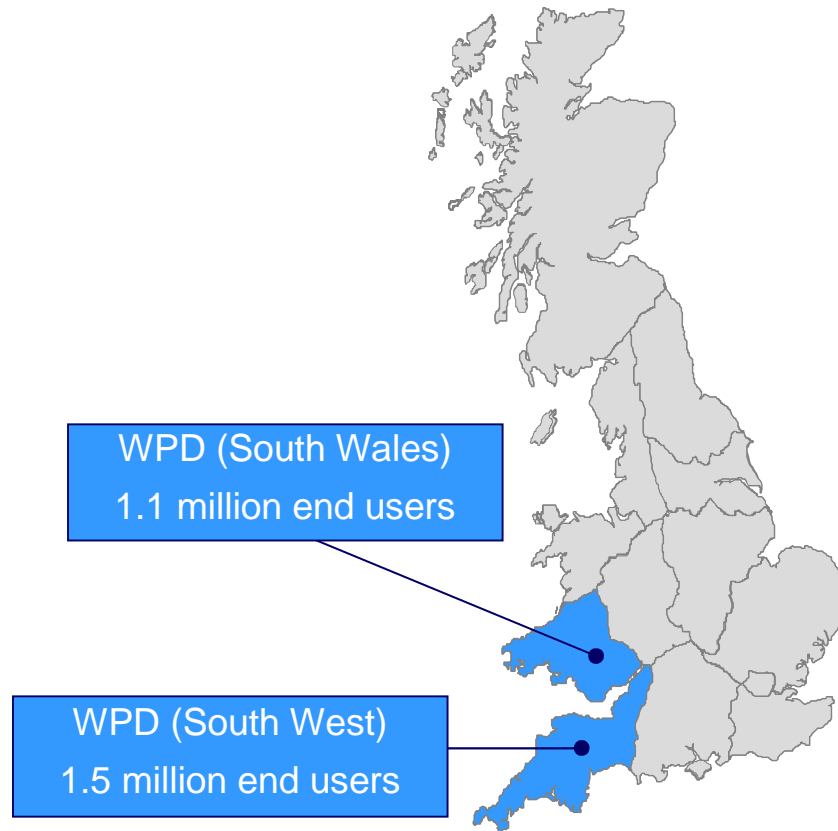 WPD (South Wales)
1.1 million end users
WPD (South West)
1.5 million end users